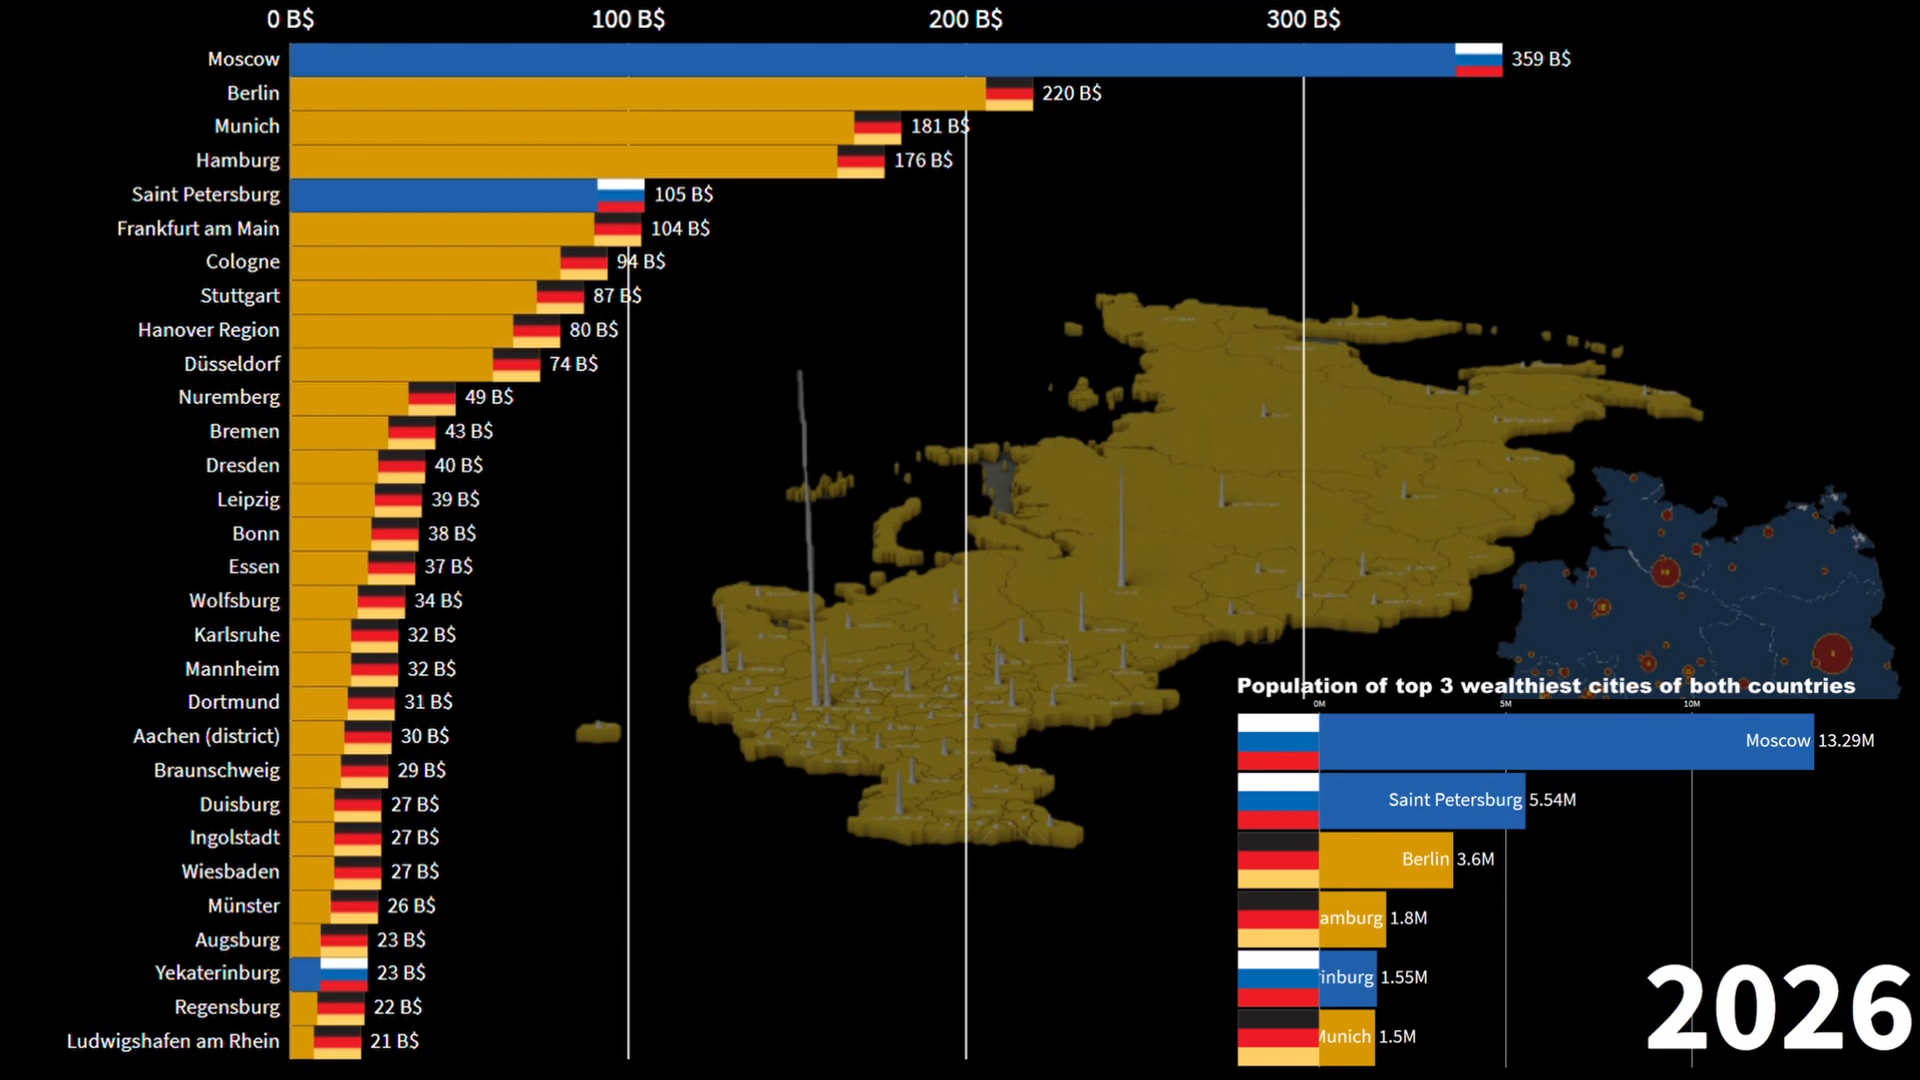 0 B$ 100 B$ 200 B$ 300 B$
Moscow 359 B$
Berlin 220 B$
Munich 181 B$
Hamburg 176 B$
Saint Petersburg 105 B$
Frankfurt am Main 104 B$
Cologne 94 B$
Stuttgart 87 B$
Hanover Region 80 B$
Düsseldorf 74 B$
Nuremberg 49 B$
Bremen 43 B$
Dresden 40 B$
Leipzig 39 B$
Bonn 38 B$
Essen 37 B$
Wolfsburg 34 B$
Karlsruhe 32 B$
Mannheim 32 B$
Dortmund 31 B$
Aachen (district) 30 B$
Braunschweig 29 B$
Duisburg 27 B$
Ingolstadt 27 B$
Wiesbaden 27 B$
Münster 26 B$
Augsburg 23 B$
Yekaterinburg 23 B$
Regensburg 22 B$
Ludwigshafen am Rhein 21 B$
Population of top 3 wealthiest cities of both countries
0M 5M 10M
Moscow 13.29M
Saint Petersburg 5.54M
Berlin 3.6M
amburg 1.8M
rinburg 1.55M
Munich 1.5M
2026